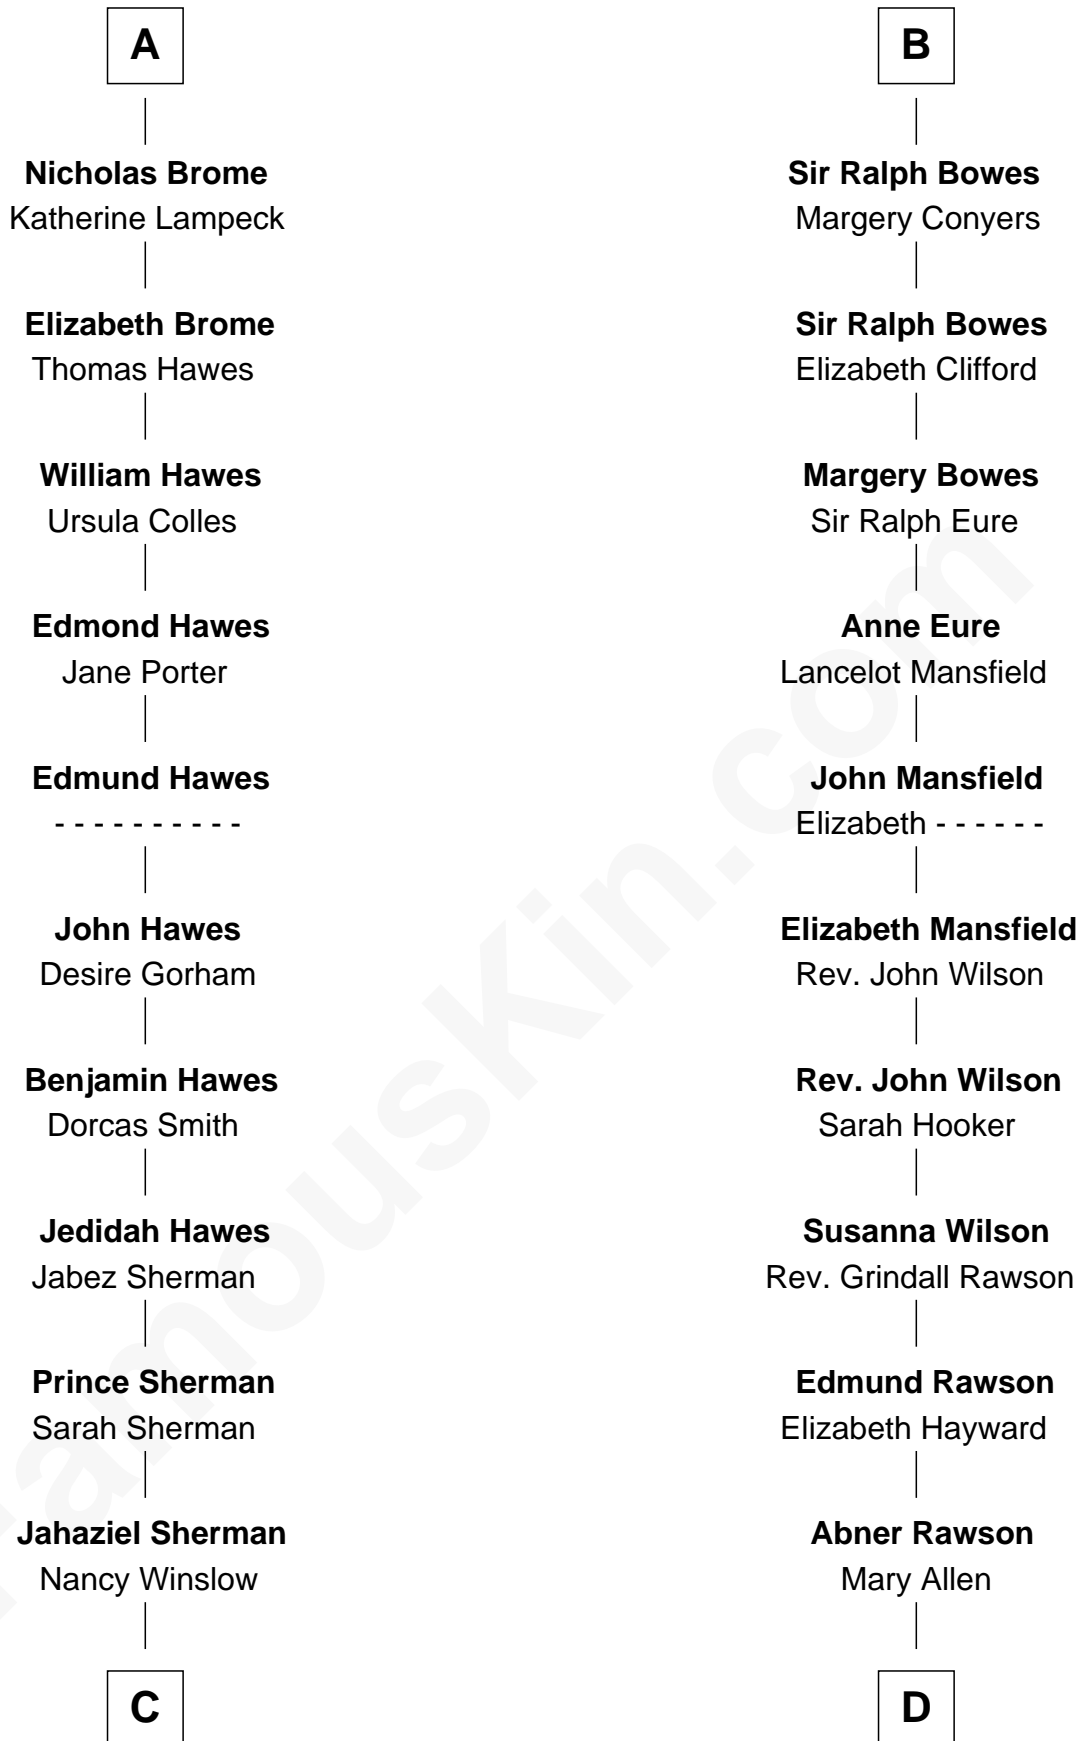 A
Nicholas Brome
Katherine Lampeck
Elizabeth Brome
Thomas Hawes
William Hawes
Ursula Colles
Edmond Hawes
Jane Porter
Edmund Hawes
- - - - - - - - - -
John Hawes
Desire Gorham
Benjamin Hawes
Dorcas Smith
Jedidah Hawes
Jabez Sherman
Prince Sherman
Sarah Sherman
Jahaziel Sherman
Nancy Winslow
C
B
Sir Ralph Bowes
Margery Conyers
Sir Ralph Bowes
Elizabeth Clifford
Margery Bowes
Sir Ralph Eure
Anne Eure
Lancelot Mansfield
John Mansfield
Elizabeth - - - - - -
Elizabeth Mansfield
Rev. John Wilson
Rev. John Wilson
Sarah Hooker
Susanna Wilson
Rev. Grindall Rawson
Edmund Rawson
Elizabeth Hayward
Abner Rawson
Mary Allen
D
FamousKin.com